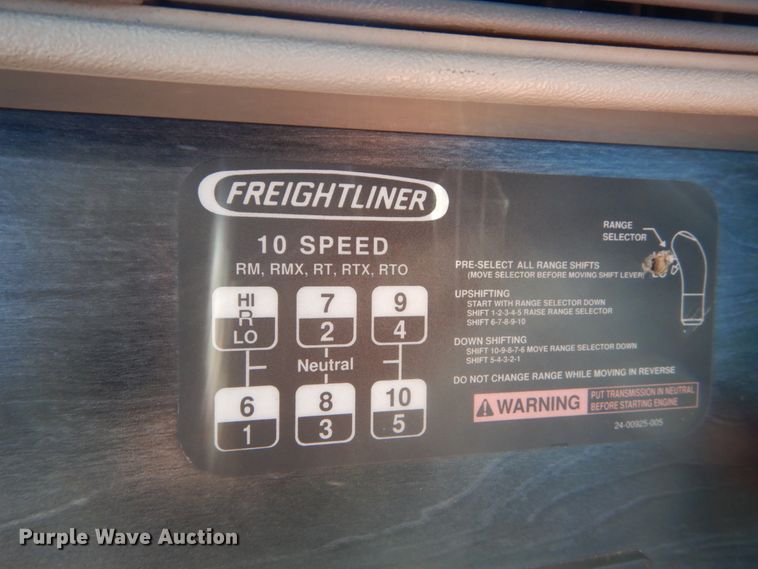 FREIGHTLINER
10 SPEED
RM, RMX, RT, RTX, RTO
HI
R
LO
7
2
9
4
Neutral
6
1
8
3
10
5
RANGE
SELECTOR
PRE-SELECT ALL RANGE SHIFTS
(MOVE SELECTOR BEFORE MOVING SHIFT LEVER)
UPSHIFTING
START WITH RANGE SELECTOR DOWN
SHIFT 1-2-3-4-5 RAISE RANGE SELECTOR
SHIFT 6-7-8-9-10
DOWN SHIFTING
SHIFT 10-9-8-7-6 MOVE RANGE SELECTOR DOWN
SHIFT 5-4-3-2-1
DO NOT CHANGE RANGE WHILE MOVING IN REVERSE
WARNING
PUT TRANSMISSION IN NEUTRAL
BEFORE STARTING ENGINE
24-00925-005
Purple Wave Auction